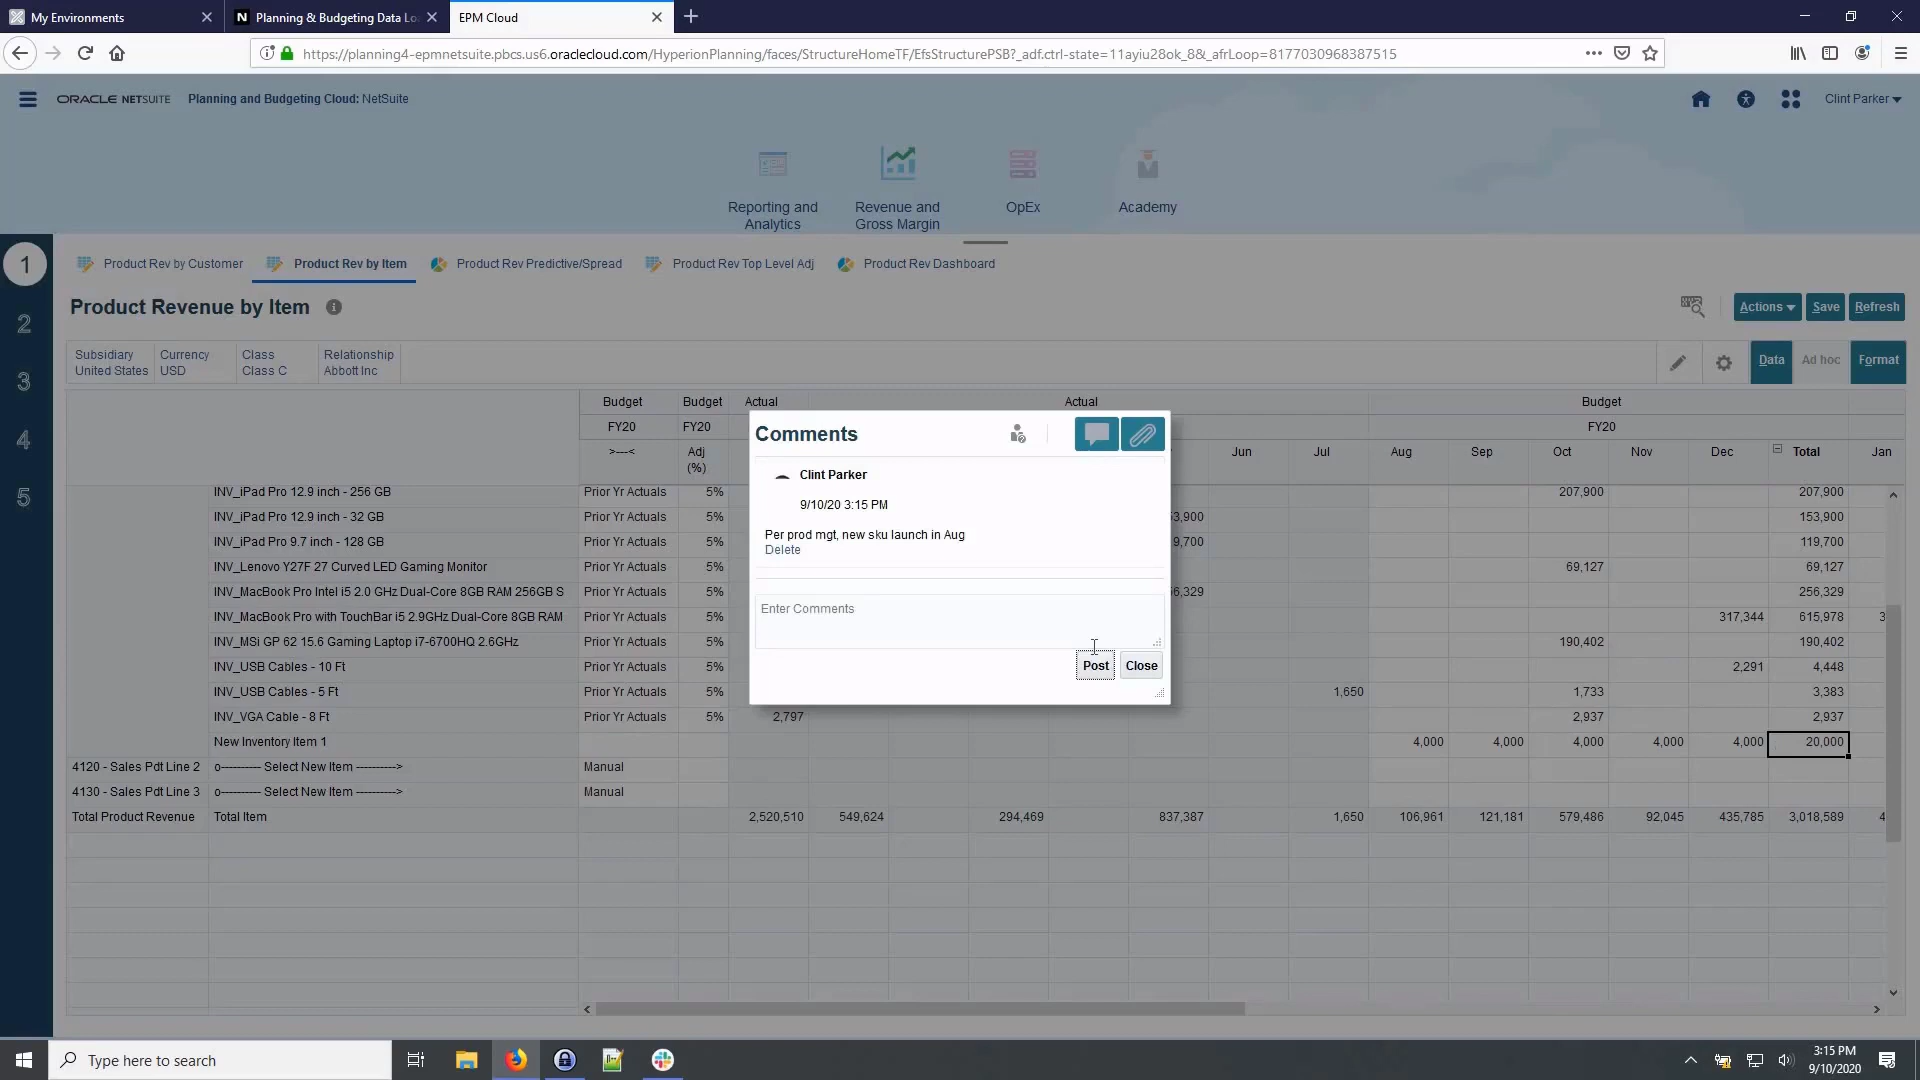 My Environments
Planning & Budgeting Data Lo
EPM Cloud
https://planning4-epmnetsuite.pbcs.us6.oraclecloud.com/HyperionPlanning/faces/StructureHomeTF/EfsStructurePSB?_adf.ctrl-state=11ayiu28ok_8&_afrLoop=8177030968387515
ORACLE NETSUITE Planning and Budgeting Cloud: NetSuite
Clint Parker
Reporting and Analytics
Revenue and Gross Margin
OpEx
Academy
1
2
3
4
5
Product Rev by Customer
Product Rev by Item
Product Rev Predictive/Spread
Product Rev Top Level Adj
Product Rev Dashboard
Product Revenue by Item
Actions
Save
Refresh
Subsidiary United States
Currency USD
Class Class C
Relationship Abbott Inc
Data
Ad hoc
Format
Budget Budget Actual Actual Budget
FY20 FY20 FY20
>---< Adj (%) Jun Jul Aug Sep Oct Nov Dec Total Jan
INV_iPad Pro 12.9 inch - 256 GB Prior Yr Actuals 5% 207,900 207,900
INV_iPad Pro 12.9 inch - 32 GB Prior Yr Actuals 5% 3,900 153,900
INV_iPad Pro 9.7 inch - 128 GB Prior Yr Actuals 5% 9,700 119,700
INV_Lenovo Y27F 27 Curved LED Gaming Monitor Prior Yr Actuals 5% 69,127 69,127
INV_MacBook Pro Intel i5 2.0 GHz Dual-Core 8GB RAM 256GB S Prior Yr Actuals 5% 6,329 256,329
INV_MacBook Pro with TouchBar i5 2.9GHz Dual-Core 8GB RAM Prior Yr Actuals 5% 317,344 615,978 3
INV_MSi GP 62 15.6 Gaming Laptop i7-6700HQ 2.6GHz Prior Yr Actuals 5% 190,402 190,402
INV_USB Cables - 10 Ft Prior Yr Actuals 5% 2,291 4,448
INV_USB Cables - 5 Ft Prior Yr Actuals 5% 1,650 1,733 3,383
INV_VGA Cable - 8 Ft Prior Yr Actuals 5% 2,797 2,937 2,937
New Inventory Item 1 4,000 4,000 4,000 4,000 4,000 20,000
4120 - Sales Pdt Line 2 o---------- Select New Item ----------> Manual
4130 - Sales Pdt Line 3 o---------- Select New Item ----------> Manual
Total Product Revenue Total Item 2,520,510 549,624 294,469 837,387 1,650 106,961 121,181 579,486 92,045 435,785 3,018,589 4
Comments
Clint Parker
9/10/20 3:15 PM
Per prod mgt, new sku launch in Aug
Delete
Enter Comments
Post
Close
Type here to search
3:15 PM
9/10/2020